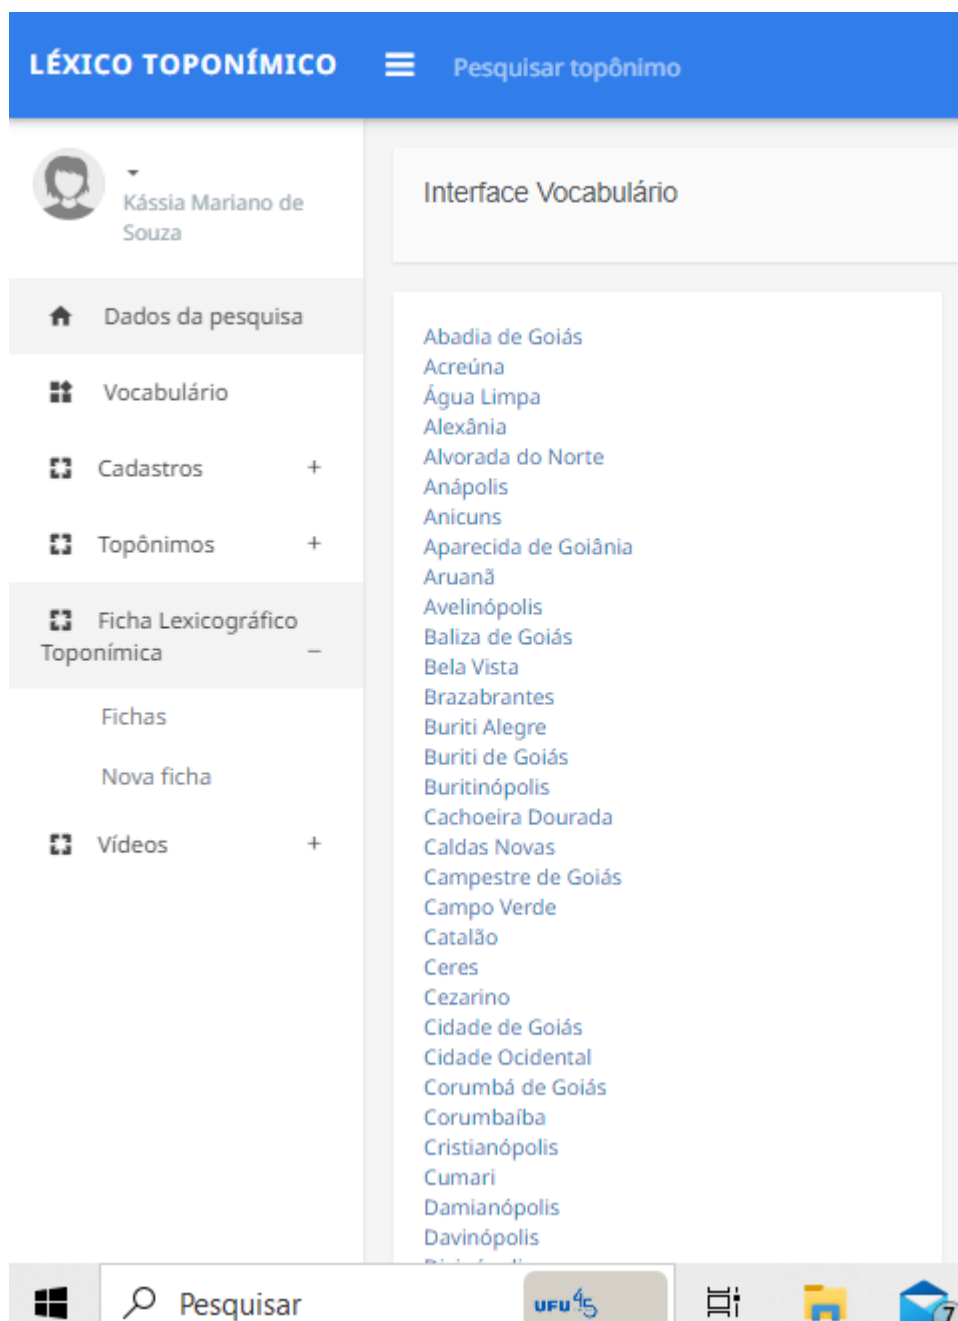 LÉXICO TOPONÍMICO
Pesquisar topônimo
Kássia Mariano de
Souza
Dados da pesquisa
Vocabulário
Cadastros +
Topônimos +
Ficha Lexicográfico
Toponímica −
Fichas
Nova ficha
Vídeos +
Interface Vocabulário
Abadia de Goiás
Acreúna
Água Limpa
Alexânia
Alvorada do Norte
Anápolis
Anicuns
Aparecida de Goiânia
Aruanã
Avelinópolis
Baliza de Goiás
Bela Vista
Brazabrantes
Buriti Alegre
Buriti de Goiás
Buritinópolis
Cachoeira Dourada
Caldas Novas
Campestre de Goiás
Campo Verde
Catalão
Ceres
Cezarino
Cidade de Goiás
Cidade Ocidental
Corumbá de Goiás
Corumbaíba
Cristianópolis
Cumari
Damianópolis
Davinópolis
Pesquisar
UFU 45
7